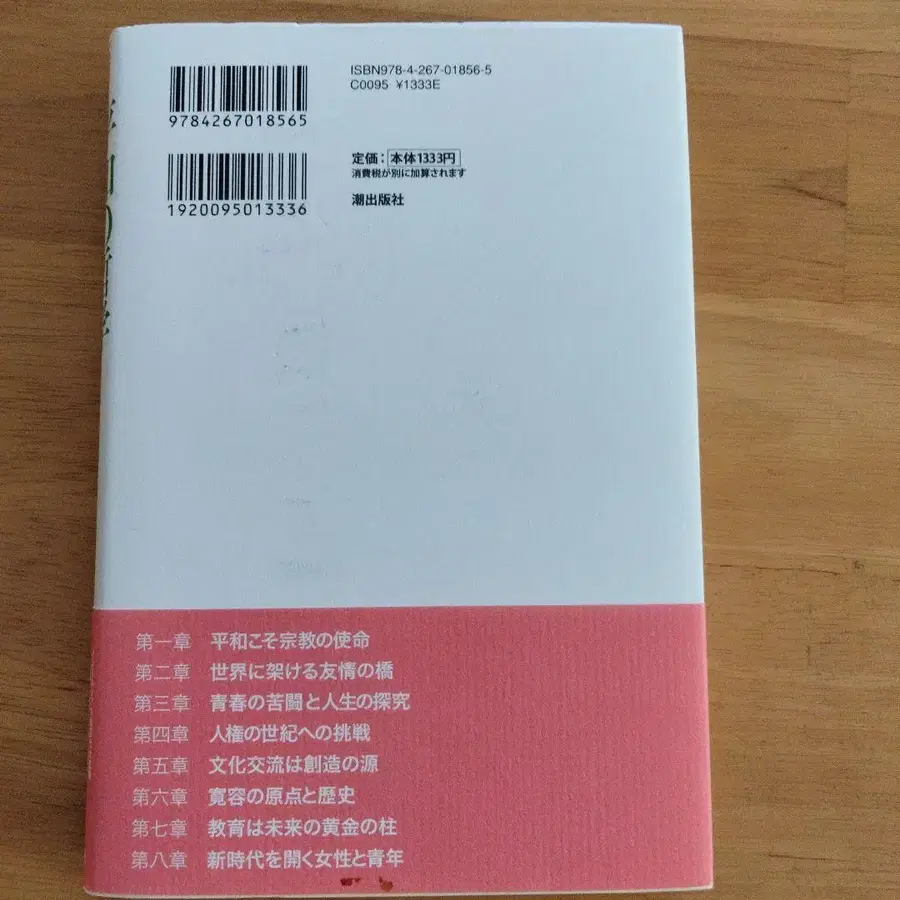 ISBN978-4-267-01856-5
C0095 ¥1333E
9784267018565
定価： 本体1333円
消費税が別に加算されます
1920095013336
潮出版社
第一章 平和こそ宗教の使命
第二章 世界に架ける友情の橋
第三章 青春の苦闘と人生の探究
第四章 人権の世紀への挑戦
第五章 文化交流は創造の源
第六章 寛容の原点と歴史
第七章 教育は未来の黄金の柱
第八章 新時代を開く女性と青年